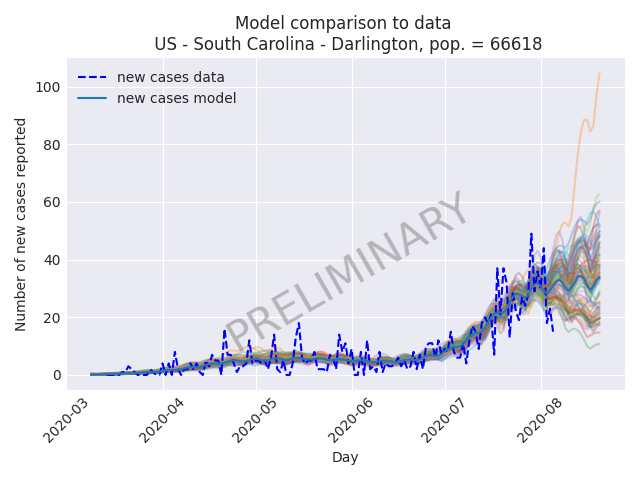 Model comparison to data
US - South Carolina - Darlington, pop. = 66618
new cases data
new cases model
100
80
60
40
20
0
Number of new cases reported
PRELIMINARY
2020-03
2020-04
2020-05
2020-06
2020-07
2020-08
Day